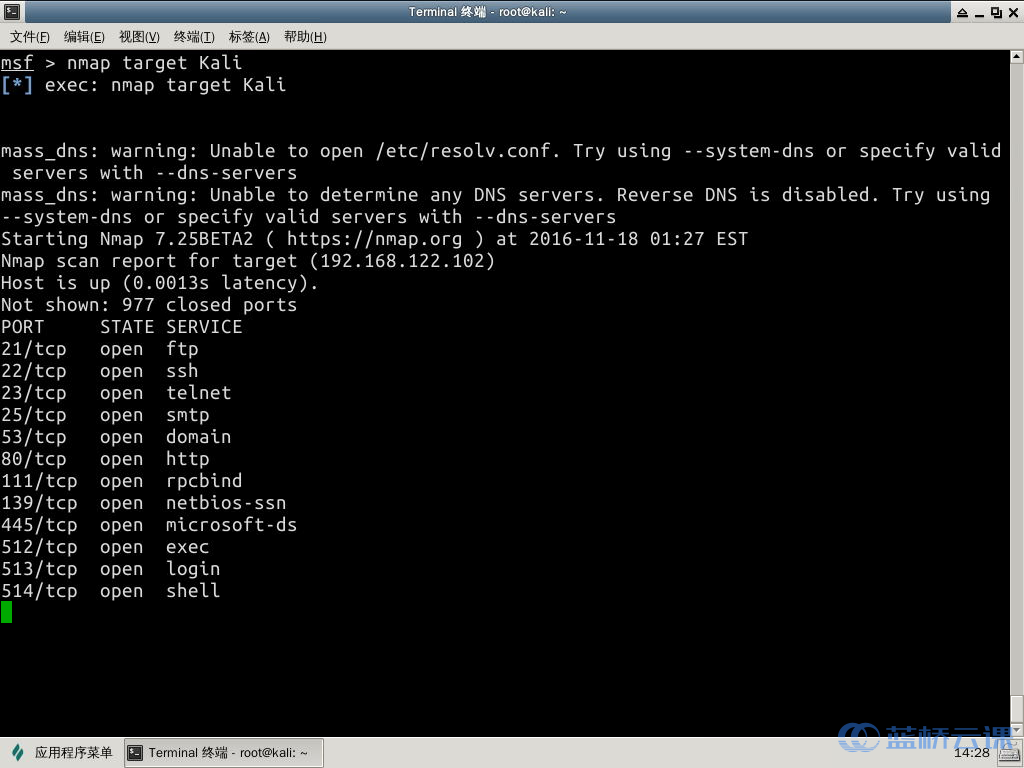 Terminal 终端 - root@kali: ~
文件(F) 编辑(E) 视图(V) 终端(T) 标签(A) 帮助(H)
msf > nmap target Kali
[*] exec: nmap target Kali
mass_dns: warning: Unable to open /etc/resolv.conf. Try using --system-dns or specify valid
servers with --dns-servers
mass_dns: warning: Unable to determine any DNS servers. Reverse DNS is disabled. Try using
--system-dns or specify valid servers with --dns-servers
Starting Nmap 7.25BETA2 ( https://nmap.org ) at 2016-11-18 01:27 EST
Nmap scan report for target (192.168.122.102)
Host is up (0.0013s latency).
Not shown: 977 closed ports
PORT STATE SERVICE
21/tcp open ftp
22/tcp open ssh
23/tcp open telnet
25/tcp open smtp
53/tcp open domain
80/tcp open http
111/tcp open rpcbind
139/tcp open netbios-ssn
445/tcp open microsoft-ds
512/tcp open exec
513/tcp open login
514/tcp open shell
蓝桥云课
应用程序菜单 Terminal 终端 - root@kali: ~ 14:28